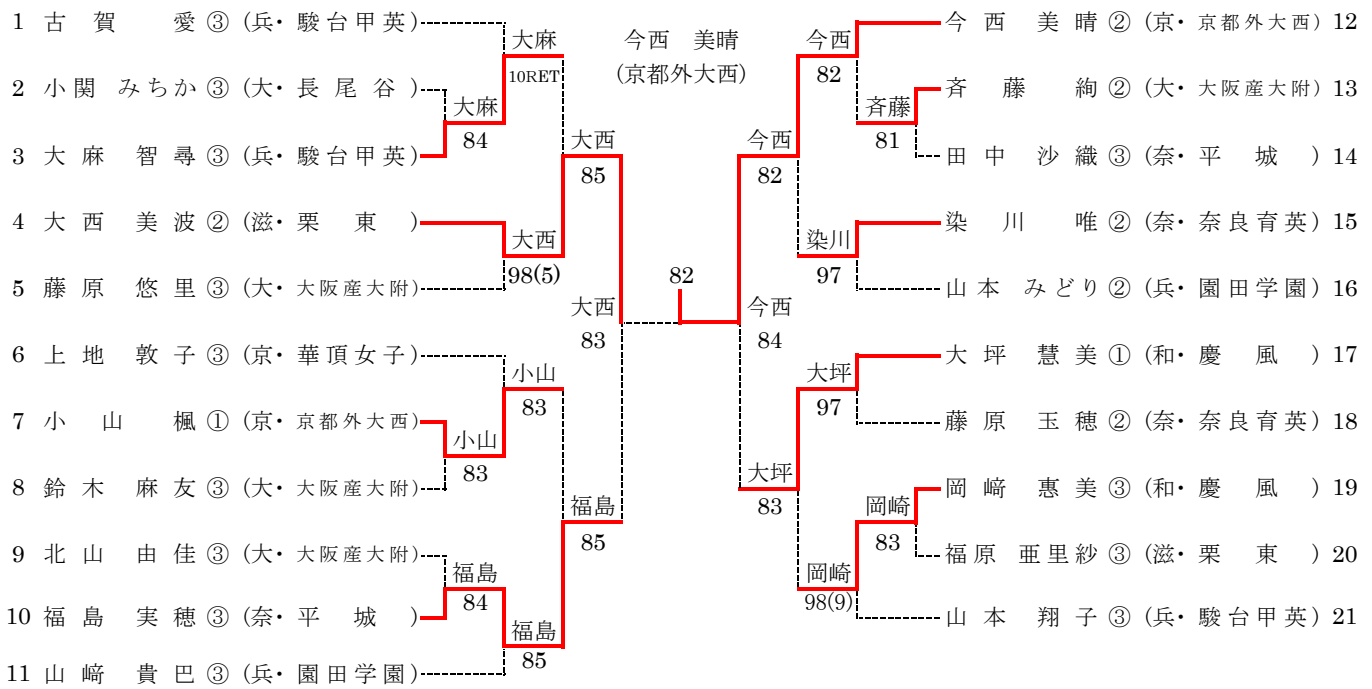 1 古賀 愛 ③ (兵・駿台甲英)
2 小関 みちか ③ (大・長尾谷)
3 大麻 智尋 ③ (兵・駿台甲英)
4 大西 美波 ② (滋・栗東)
5 藤原 悠里 ③ (大・大阪産大附)
6 上地 敦子 ③ (京・華頂女子)
7 小山 楓 ① (京・京都外大西)
8 鈴木 麻友 ③ (大・大阪産大附)
9 北山 由佳 ③ (大・大阪産大附)
10 福島 実穂 ③ (奈・平城)
11 山﨑 貴巴 ③ (兵・園田学園)
大麻
10RET
大麻
84
大西
85
大西
98(5)
大西
83
小山
83
小山
83
福島
85
福島
84
福島
85
今西 美晴
(京都外大西)
82
今西
82
斉藤
81
今西
82
染川
97
今西
84
大坪
97
大坪
83
岡崎
83
岡崎
98(9)
今西 美晴 ② (京・京都外大西) 12
斉藤 絢 ② (大・大阪産大附) 13
田中 沙織 ③ (奈・平城) 14
染川 唯 ② (奈・奈良育英) 15
山本 みどり ② (兵・園田学園) 16
大坪 慧美 ① (和・慶風) 17
藤原 玉穂 ② (奈・奈良育英) 18
岡﨑 惠美 ③ (和・慶風) 19
福原 亜里紗 ③ (滋・栗東) 20
山本 翔子 ③ (兵・駿台甲英) 21